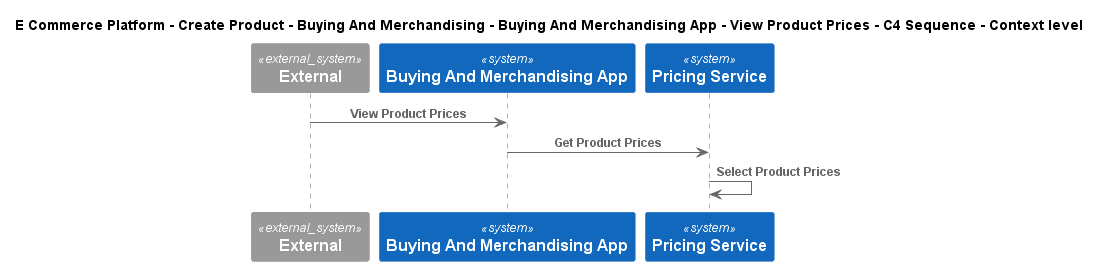 E Commerce Platform - Create Product - Buying And Merchandising - Buying And Merchandising App - View Product Prices - C4 Sequence - Context level
«external_system» «system» «system»
External Buying And Merchandising App Pricing Service
View Product Prices
Get Product Prices
Select Product Prices
«external_system» «system» «system»
External Buying And Merchandising App Pricing Service